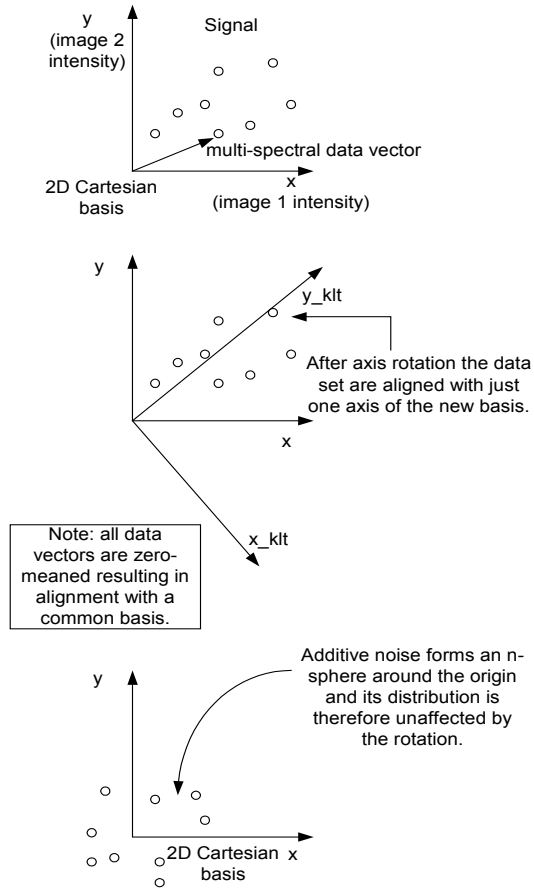 y
(image 2
intensity)
Signal
multi-spectral data vector
x
2D Cartesian
basis
(image 1 intensity)
y
y_klt
After axis rotation the data
set are aligned with just
one axis of the new basis.
x
x_klt
Note: all data
vectors are zero-
meaned resulting in
alignment with a
common basis.
Additive noise forms an n-
sphere around the origin
and its distribution is
therefore unaffected by
the rotation.
y
2D Cartesian
basis
x